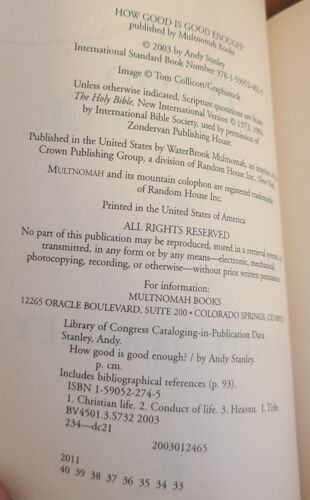 HOW GOOD IS GOOD ENOUGH?
published by Multnomah Books
© 2003 by Andy Stanley
International Standard Book Number: 978-1-59052-
Image © Tom Collicott/Graphistock
Unless otherwise indicated, Scripture quotations are from:
The Holy Bible, New International Version © 1973, 1984
by International Bible Society, used by permission of
Zondervan Publishing House.
Published in the United States by WaterBrook Multnomah, an imprint of the
Crown Publishing Group, a division of Random House Inc., New York.
MULTNOMAH and its mountain colophon are registered trademarks
of Random House Inc.
Printed in the United States of America
ALL RIGHTS RESERVED
No part of this publication may be reproduced, stored in a retrieval system, or
transmitted, in any form or by any means—electronic, mechanical,
photocopying, recording, or otherwise—without prior written permission.
For information:
MULTNOMAH BOOKS
12265 ORACLE BOULEVARD, SUITE 200 • COLORADO SPRINGS, CO
Library of Congress Cataloging-in-Publication Data
Stanley, Andy.
How good is good enough? / by Andy Stanley.
p. cm.
Includes bibliographical references (p. 93).
ISBN 1-59052-274-5
1. Christian life. 2. Conduct of life. 3. Heaven. I. Title.
BV4501.3.S732 2003
234—dc21
2003012465
2011
40 39 38 37 36 35 34 33